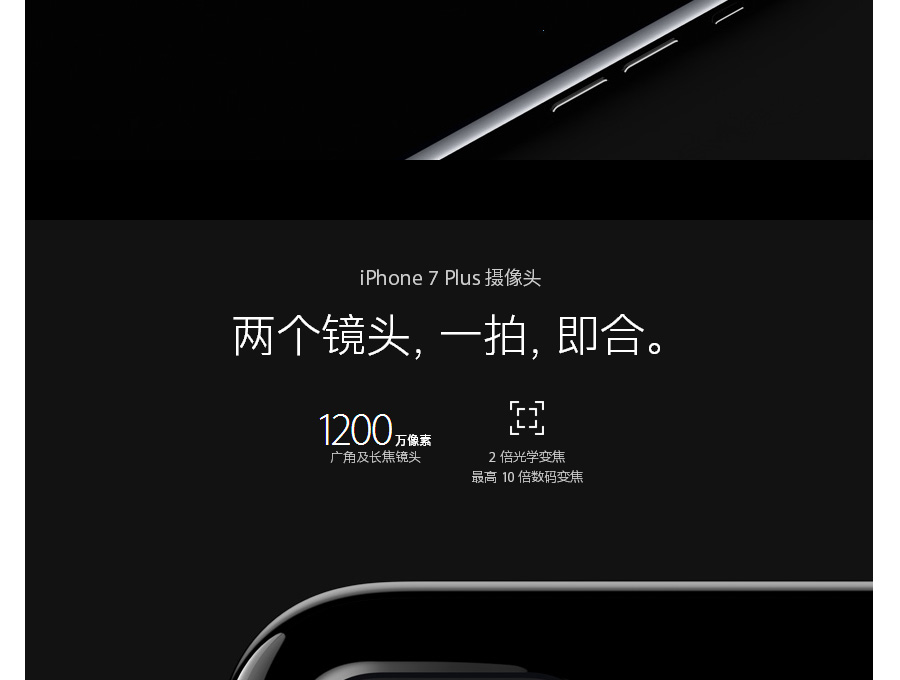 iPhone 7 Plus 摄像头
两个镜头, 一拍, 即合。
1200万像素
广角及长焦镜头
2 倍光学变焦
最高 10 倍数码变焦